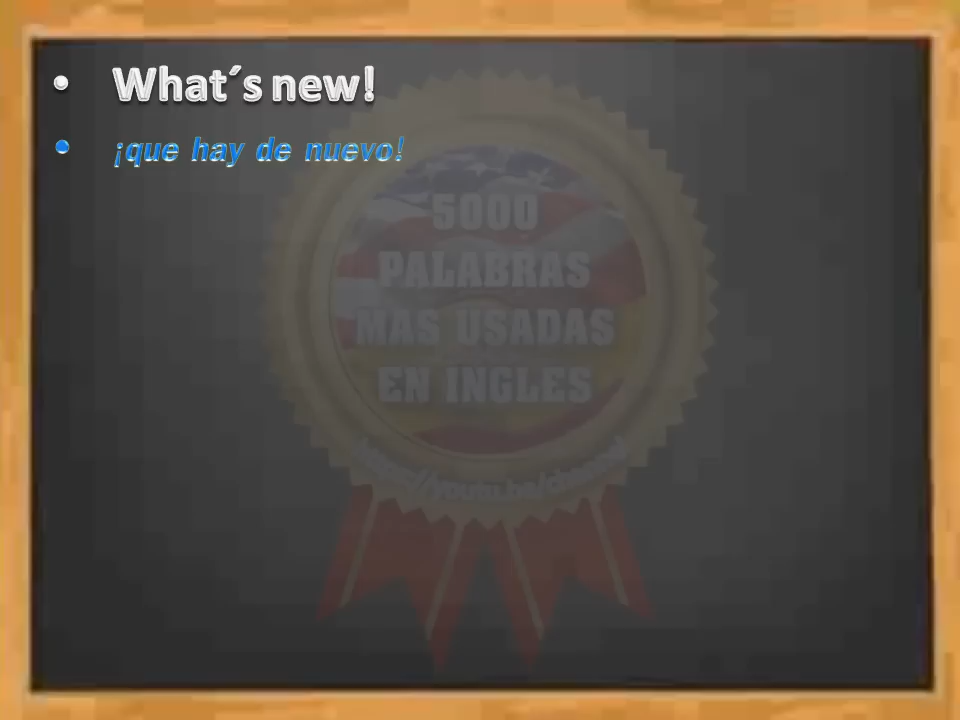 What´s new!
¡que hay de nuevo!
5000
PALABRAS
MAS USADAS
EN INGLES